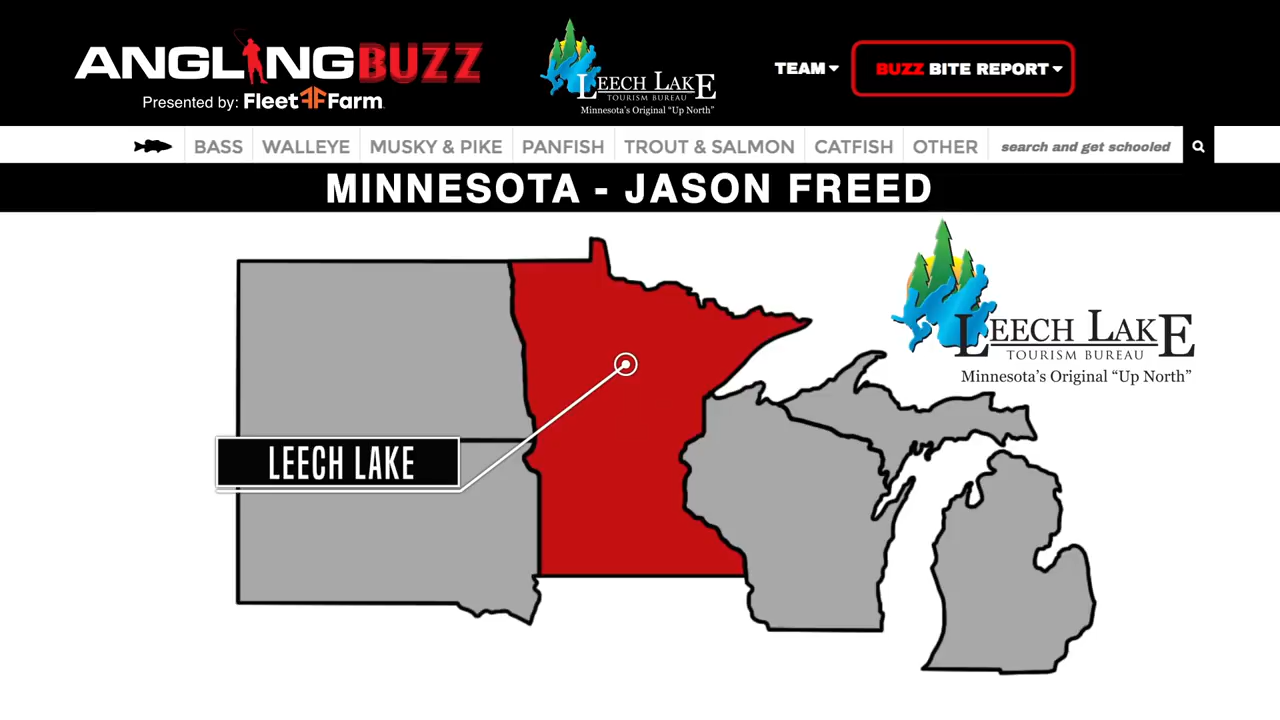 ANGLINGBUZZ
Presented by: Fleet Farm
LEECH LAKE
TOURISM BUREAU
Minnesota's Original "Up North"
TEAM
BUZZ BITE REPORT
BASS
WALLEYE
MUSKY & PIKE
PANFISH
TROUT & SALMON
CATFISH
OTHER
search and get schooled
MINNESOTA - JASON FREED
LEECH LAKE
TOURISM BUREAU
Minnesota's Original "Up North"
LEECH LAKE